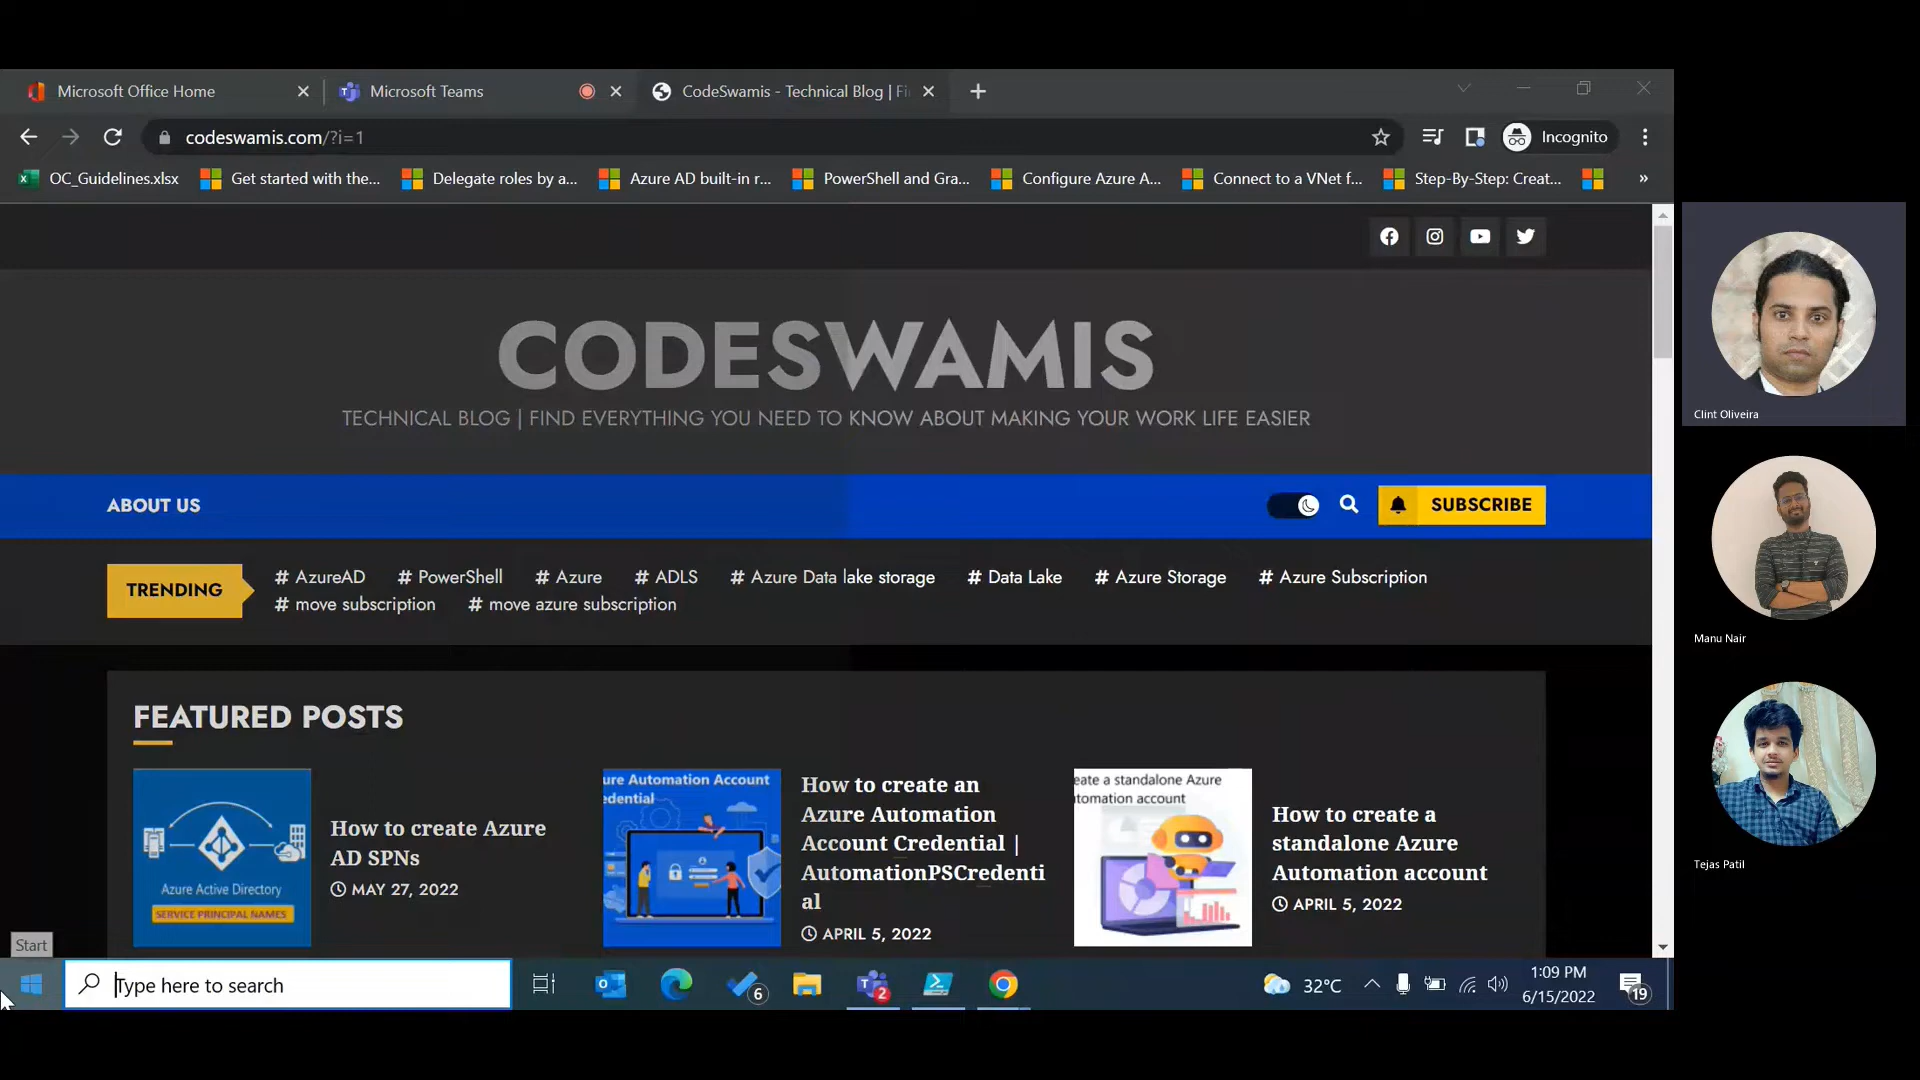 Microsoft Office Home
Microsoft Teams
CodeSwamis - Technical Blog | Fi
codeswamis.com/?i=1
Incognito
OC_Guidelines.xlsx
Get started with the...
Delegate roles by a...
Azure AD built-in r...
PowerShell and Gra...
Configure Azure A...
Connect to a VNet f...
Step-By-Step: Creat...
»
CODESWAMIS
TECHNICAL BLOG | FIND EVERYTHING YOU NEED TO KNOW ABOUT MAKING YOUR WORK LIFE EASIER
ABOUT US
SUBSCRIBE
TRENDING
# AzureAD # PowerShell # Azure # ADLS # Azure Data lake storage # Data Lake # Azure Storage # Azure Subscription
# move subscription # move azure subscription
FEATURED POSTS
Azure Active Directory
SERVICE PRINCIPAL NAMES
How to create Azure
AD SPNs
MAY 27, 2022
ure Automation Account
edential
How to create an
Azure Automation
Account Credential |
AutomationPSCredenti
al
APRIL 5, 2022
eate a standalone Azure
tomation account
How to create a
standalone Azure
Automation account
APRIL 5, 2022
Clint Oliveira
Manu Nair
Tejas Patil
Start
Type here to search
6
2
32°C
1:09 PM
6/15/2022
19